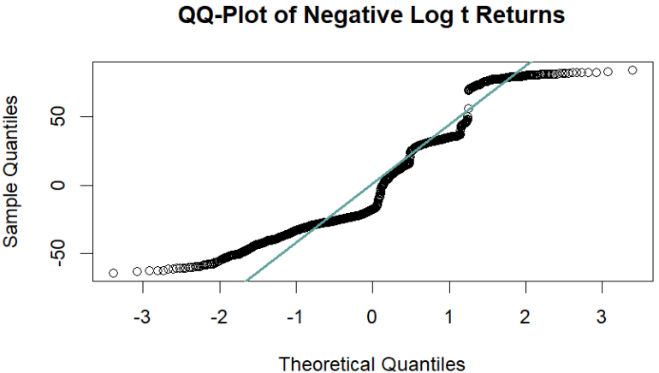 QQ-Plot of Negative Log t Returns
Sample Quantiles
50
0
-50
-3 -2 -1 0 1 2 3
Theoretical Quantiles